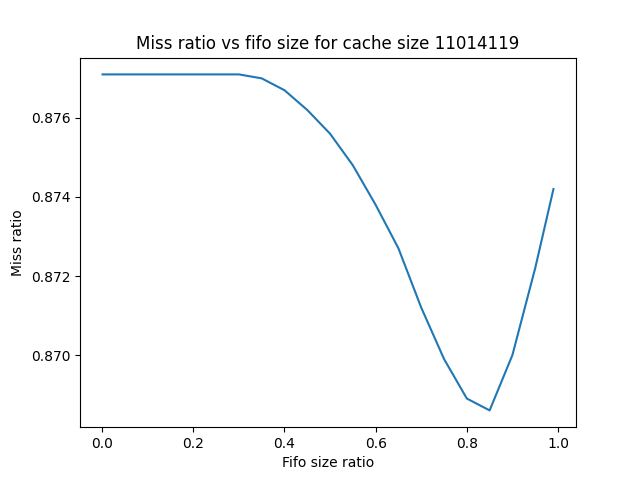 Miss ratio vs fifo size for cache size 11014119
0.876
0.874
0.872
0.870
Miss ratio
0.0 0.2 0.4 0.6 0.8 1.0
Fifo size ratio